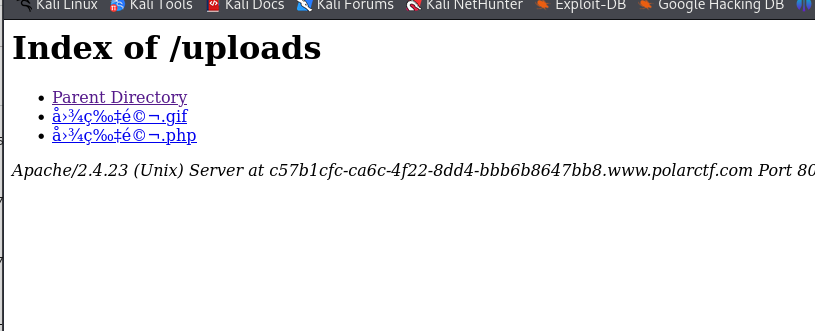 Kali Linux Kali Tools Kali Docs Kali Forums Kali NetHunter Exploit-DB Google Hacking DB
Index of /uploads
Parent Directory
å›¾ç‰‡é©¬.gif
å›¾ç‰‡é©¬.php
Apache/2.4.23 (Unix) Server at c57b1cfc-ca6c-4f22-8dd4-bbb6b8647bb8.www.polarctf.com Port 80